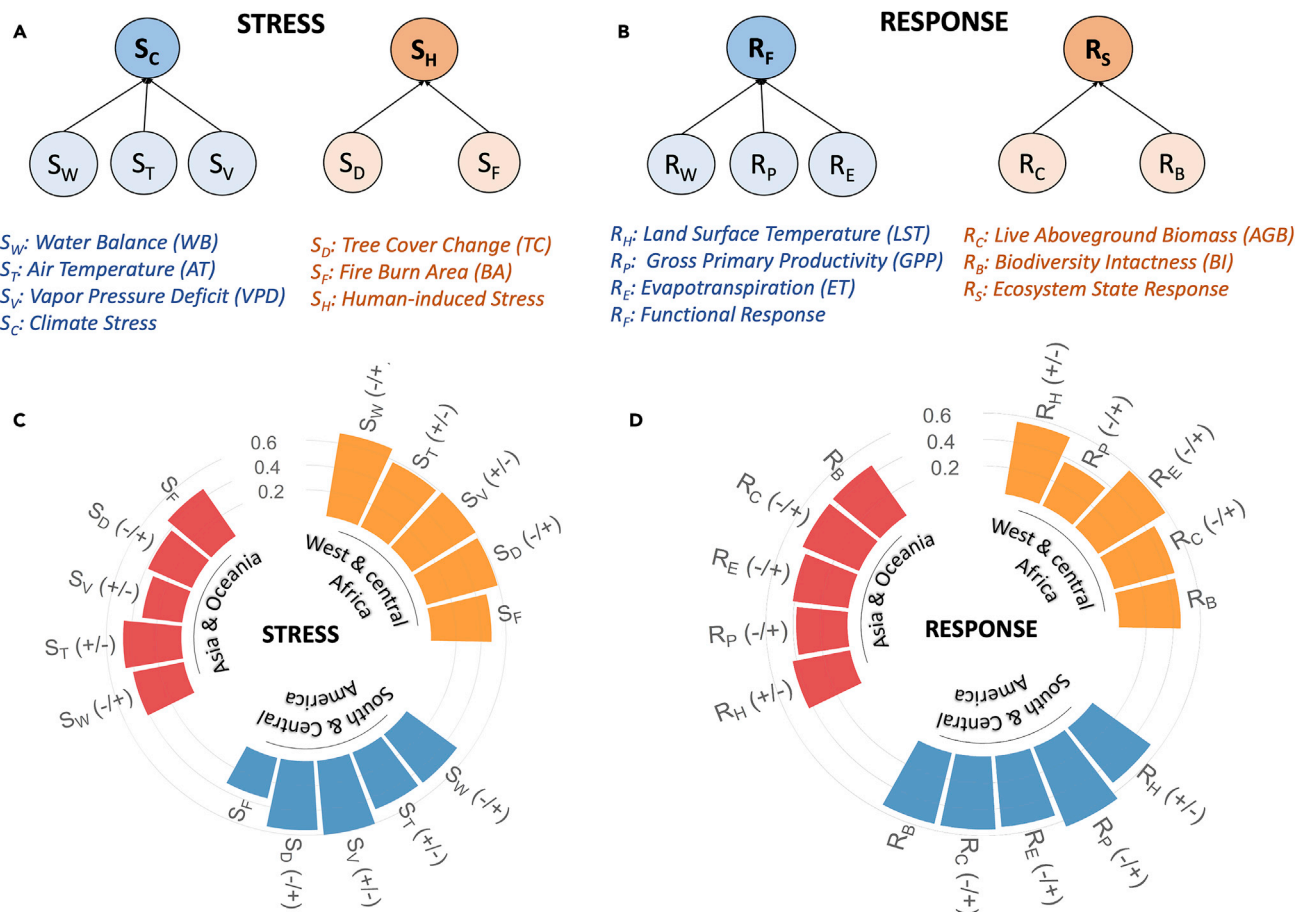 A
STRESS
S_C
S_H
S_W
S_T
S_V
S_D
S_F
S_W: Water Balance (WB)
S_T: Air Temperature (AT)
S_V: Vapor Pressure Deficit (VPD)
S_C: Climate Stress
S_D: Tree Cover Change (TC)
S_F: Fire Burn Area (BA)
S_H: Human-induced Stress
B
RESPONSE
R_F
R_S
R_W
R_P
R_E
R_C
R_B
R_H: Land Surface Temperature (LST)
R_P: Gross Primary Productivity (GPP)
R_E: Evapotranspiration (ET)
R_F: Functional Response
R_C: Live Aboveground Biomass (AGB)
R_B: Biodiversity Intactness (BI)
R_S: Ecosystem State Response
C
0.6
0.4
0.2
S_W (-/+)
S_T (+/-)
S_V (+/-)
S_D (-/+)
S_F
West & central
Africa
S_W (-/+)
S_T (+/-)
S_V (+/-)
S_D (-/+)
S_F
South & Central
America
S_W (-/+)
S_T (+/-)
S_V (+/-)
S_D (-/+)
S_F
Asia & Oceania
STRESS
D
0.6
0.4
0.2
R_H (+/-)
R_P (-/+)
R_E (-/+)
R_C (-/+)
R_B
West & central
Africa
R_H (+/-)
R_P (-/+)
R_E (-/+)
R_C (-/+)
R_B
South & Central
America
R_H (+/-)
R_P (-/+)
R_E (-/+)
R_C (-/+)
R_B
Asia & Oceania
RESPONSE